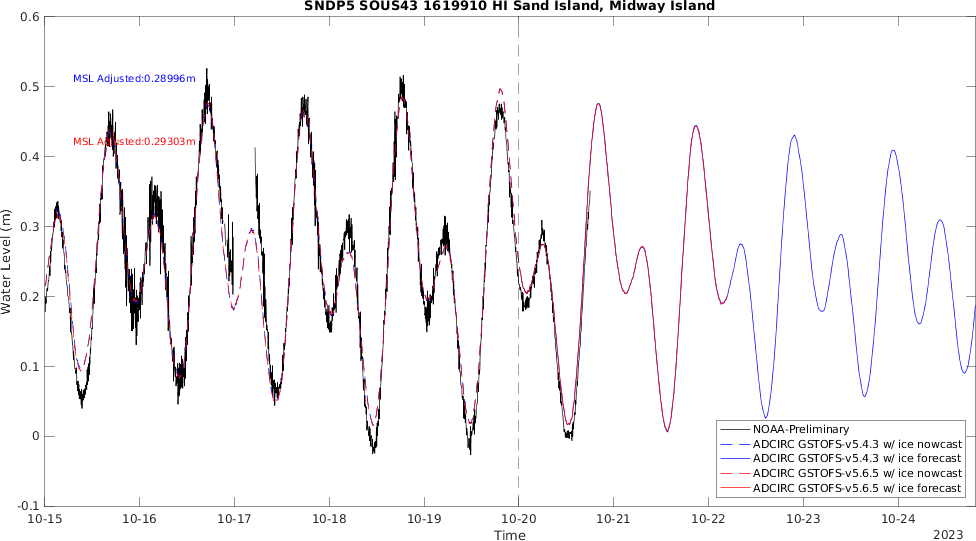 SNDP5 SOUS43 1619910 HI Sand Island, Midway Island
0.6
0.5
0.4
0.3
0.2
0.1
0
-0.1
Water Level (m)
MSL Adjusted:0.28996m
MSL Adjusted:0.29303m
NOAA-Preliminary
ADCIRC GSTOFS-v5.4.3 w/ ice nowcast
ADCIRC GSTOFS-v5.4.3 w/ ice forecast
ADCIRC GSTOFS-v5.6.5 w/ ice nowcast
ADCIRC GSTOFS-v5.6.5 w/ ice forecast
10-15 10-16 10-17 10-18 10-19 10-20 10-21 10-22 10-23 10-24
Time
2023